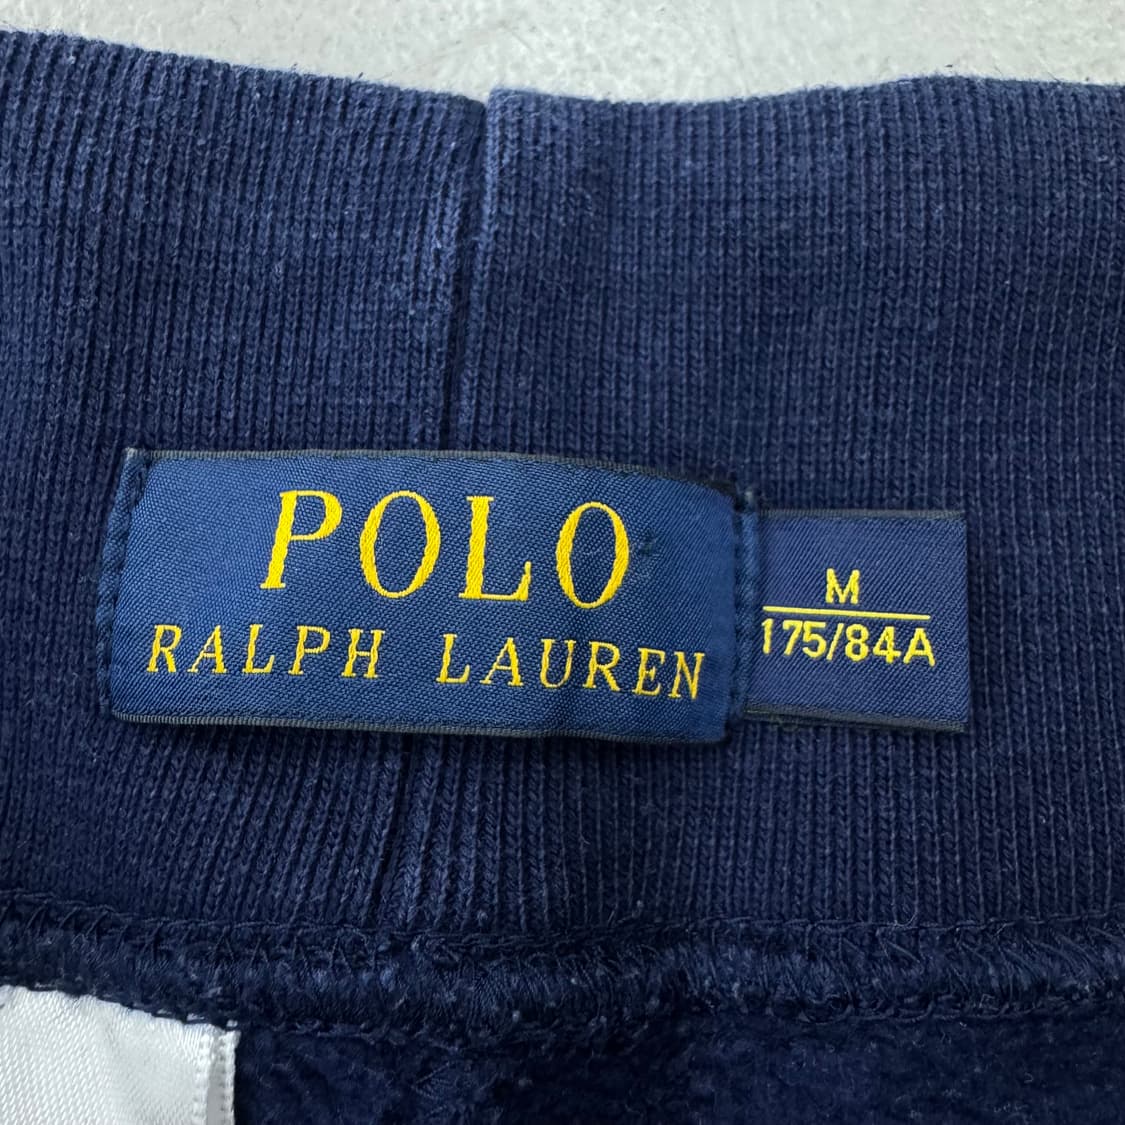 POLO
RALPH LAUREN
M
175/84A